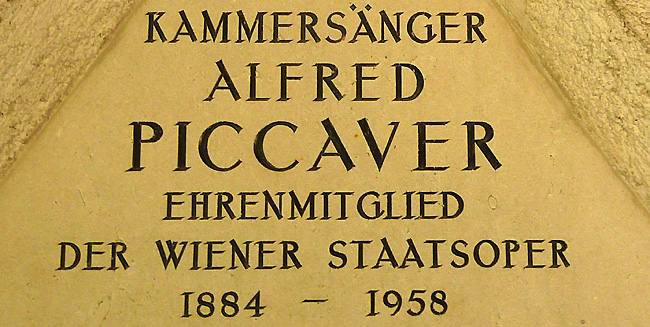 KAMMERSÄNGER
ALFRED
PICCAVER
EHRENMITGLIED
DER WIENER STAATSOPER
1884 – 1958